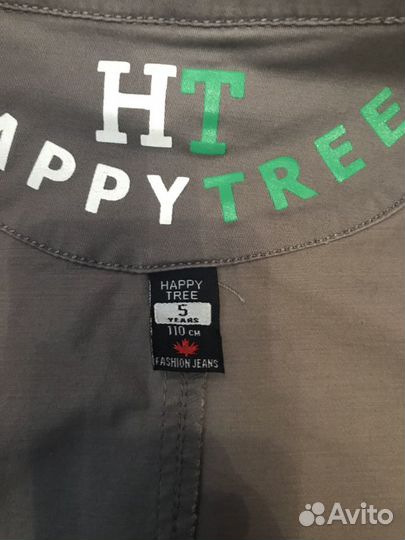 HT
APPYTREE
HAPPY
TREE
5
YEARS
110 CM
FASHION JEANS
Avito